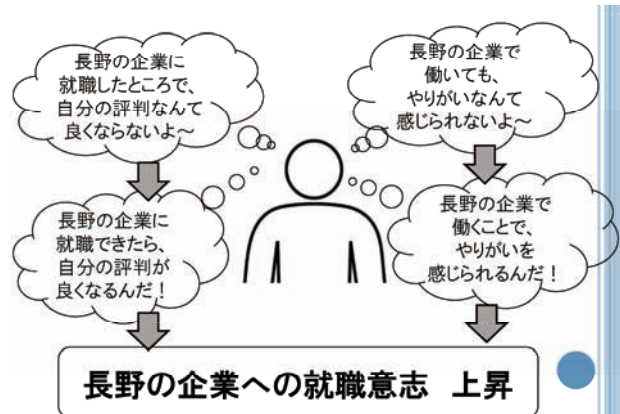 長野の企業に
就職したところで、
自分の評判なんて
良くならないよ～
長野の企業で
働いても、
やりがいなんて
感じられないよ～
長野の企業に
就職できたら、
自分の評判が
良くなるんだ！
長野の企業で
働くことで、
やりがいを
感じられるんだ！
長野の企業への就職意志 上昇